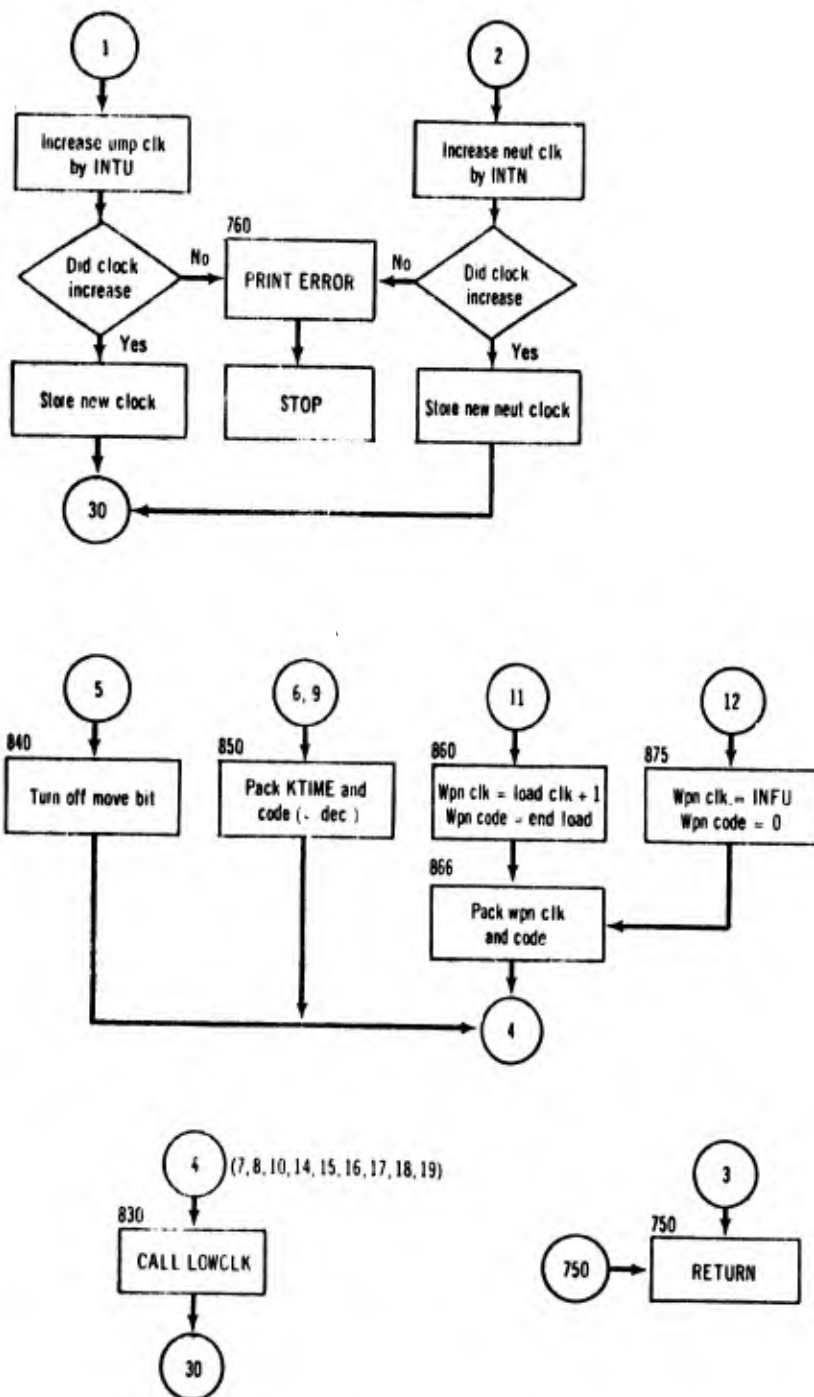 1
2
Increase ump clk
by INTU
Increase neut clk
by INTN
Did clock
increase
No
760
PRINT ERROR
No
Did clock
increase
Yes
Yes
Store new clock
STOP
Store new neut clock
30
5
6, 9
11
12
840
Turn off move bit
850
Pack KTIME and
code (- dec )
860
Wpn clk = load clk + 1
Wpn code = end load
875
Wpn clk = INFU
Wpn code = 0
866
Pack wpn clk
and code
4
4 (7, 8, 10, 14, 15, 16, 17, 18, 19)
830
CALL LOWCLK
30
3
750
750
RETURN